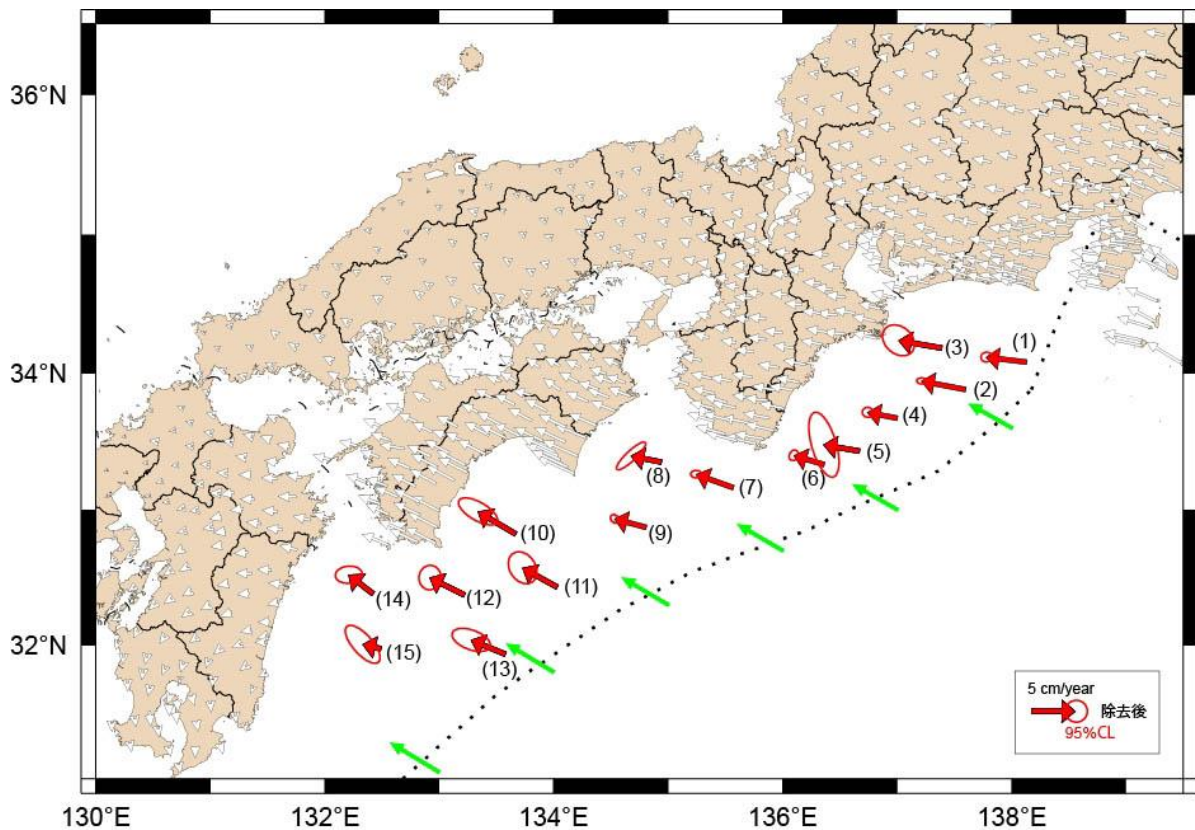 36°N
34°N
32°N
(1)
(3)
(2)
(4)
(5)
(6)
(8)
(7)
(9)
(10)
(11)
(14)
(12)
(15)
(13)
5 cm/year
除去後
95%CL
130°E
132°E
134°E
136°E
138°E